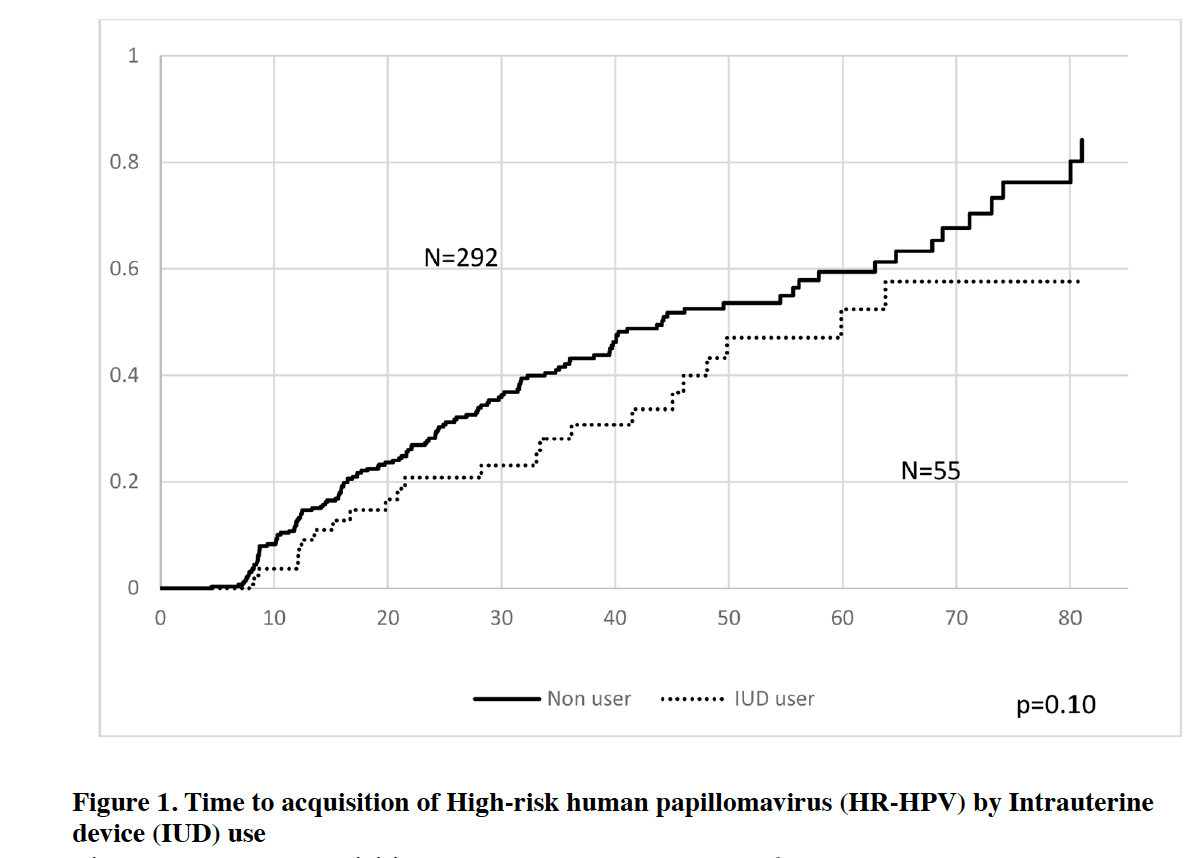 1
0.8
N=292
0.6
0.4
N=55
0.2
0
0 10 20 30 40 50 60 70 80
Non user IUD user
p=0.10
Figure 1. Time to acquisition of High-risk human papillomavirus (HR-HPV) by Intrauterine
device (IUD) use